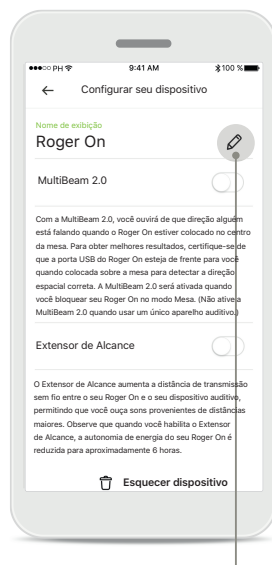 PH 9:41 AM 100 %
Configurar seu dispositivo
Nome de exibição
Roger On
MultiBeam 2.0
Com a MultiBeam 2.0, você ouvirá de que direção alguém
está falando quando o Roger On estiver colocado no centro
da mesa. Para obter melhores resultados, certifique-se de
que a porta USB do Roger On esteja de frente para você
quando colocada sobre a mesa para detectar a direção
espacial correta. A MultiBeam 2.0 será ativada quando
você bloquear seu Roger On no modo Mesa. (Não ative a
MultiBeam 2.0 quando usar um único aparelho auditivo.)
Extensor de Alcance
O Extensor de Alcance aumenta a distância de transmissão
sem fio entre o seu Roger On e o seu dispositivo auditivo,
permitindo que você ouça sons provenientes de distâncias
maiores. Observe que quando você habilita o Extensor
de Alcance, a autonomia de energia do seu Roger On é
reduzida para aproximadamente 6 horas.
Esquecer dispositivo